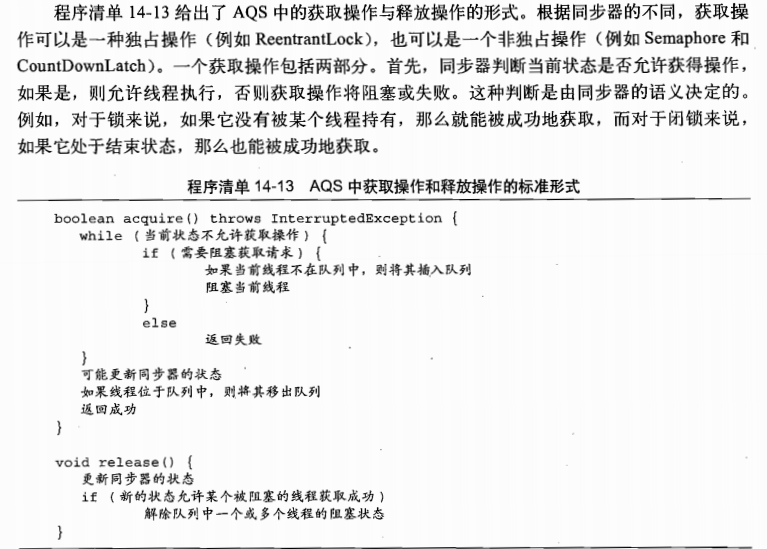 程序清单 14-13 给出了 AQS 中的获取操作与释放操作的形式。根据同步器的不同，获取操
作可以是一种独占操作（例如 ReentrantLock），也可以是一个非独占操作（例如 Semaphore 和
CountDownLatch）。一个获取操作包括两部分。首先，同步器判断当前状态是否允许获得操作，
如果是，则允许线程执行，否则获取操作将阻塞或失败。这种判断是由同步器的语义决定的。
例如，对于锁来说，如果它没有被某个线程持有，那么就能被成功地获取，而对于闭锁来说，
如果它处于结束状态，那么也能被成功地获取。
程序清单 14-13 AQS 中获取操作和释放操作的标准形式
boolean acquire() throws InterruptedException {
while (当前状态不允许获取操作) {
if (需要阻塞获取请求) {
如果当前线程不在队列中，则将其插入队列
阻塞当前线程
}
else
返回失败
}
可能更新同步器的状态
如果线程位于队列中，则将其移出队列
返回成功
}
void release() {
更新同步器的状态
if (新的状态允许某个被阻塞的线程获取成功)
解除队列中一个或多个线程的阻塞状态
}